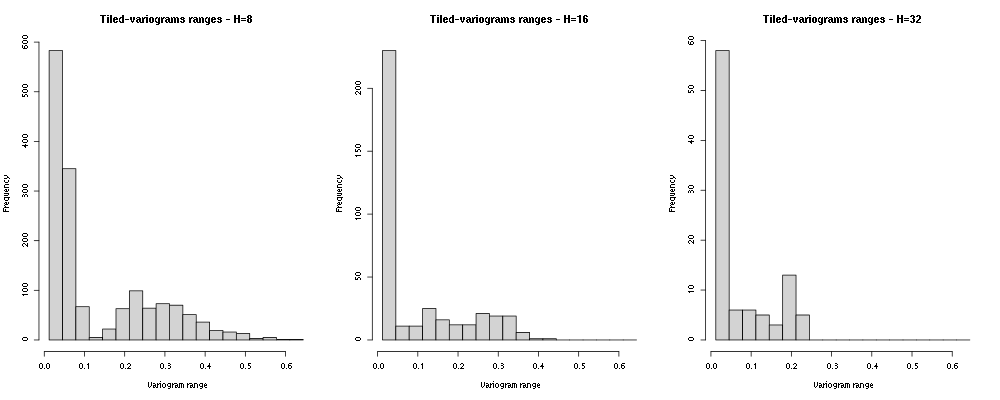 Tiled-variograms ranges - H=8
Frequency
0
100
200
300
400
500
600
0.0 0.1 0.2 0.3 0.4 0.5 0.6
Variogram range
Tiled-variograms ranges - H=16
Frequency
0
50
100
150
200
0.0 0.1 0.2 0.3 0.4 0.5 0.6
Variogram range
Tiled-variograms ranges - H=32
Frequency
0
10
20
30
40
50
60
0.0 0.1 0.2 0.3 0.4 0.5 0.6
Variogram range